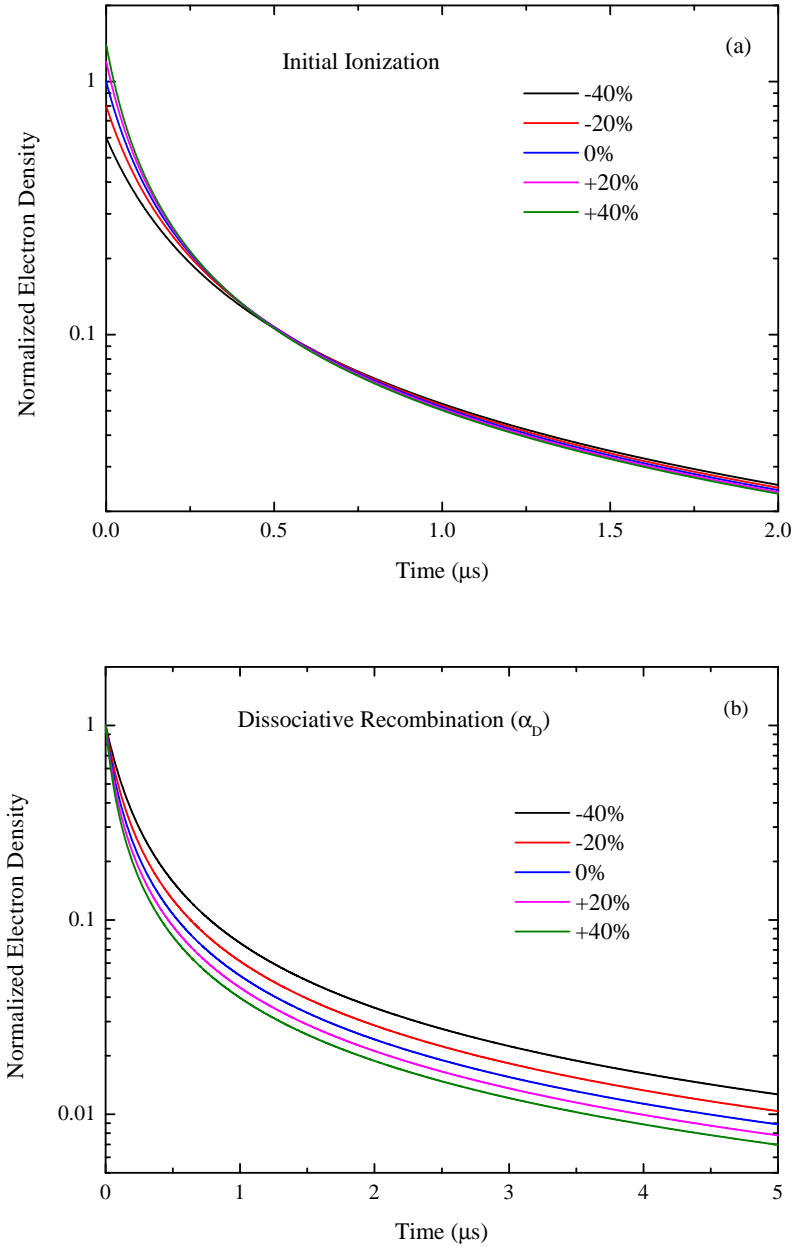 (a)
Initial Ionization
-40%
-20%
0%
+20%
+40%
Normalized Electron Density
1
0.1
0.0 0.5 1.0 1.5 2.0
Time (μs)
(b)
Dissociative Recombination (α_D)
-40%
-20%
0%
+20%
+40%
Normalized Electron Density
1
0.1
0.01
0 1 2 3 4 5
Time (μs)